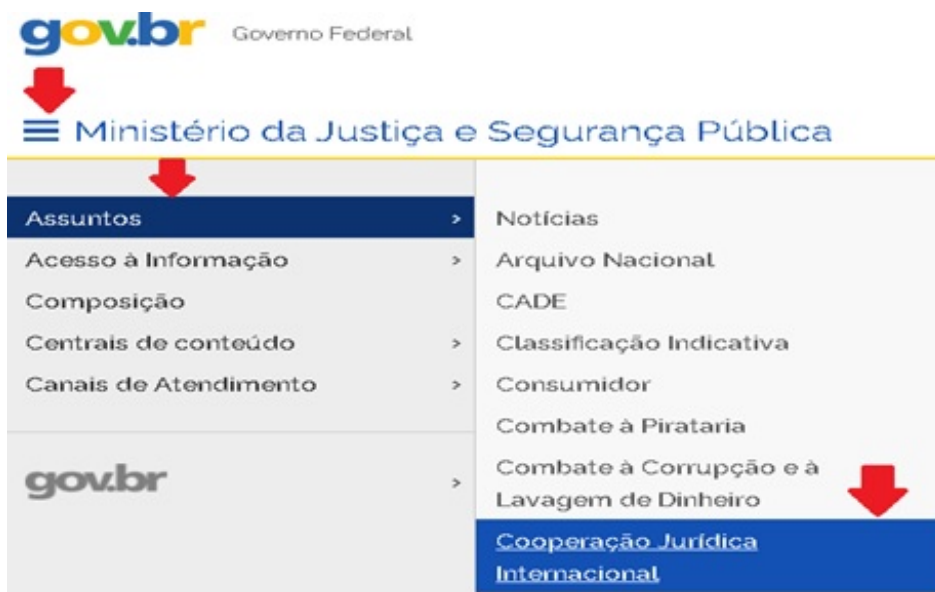 gov.br Governo Federal
Ministério da Justiça e Segurança Pública
Assuntos >
Acesso à Informação >
Composição
Centrais de conteúdo >
Canais de Atendimento >
gov.br >
Notícias
Arquivo Nacional
CADE
Classificação Indicativa
Consumidor
Combate à Pirataria
Combate à Corrupção e à
Lavagem de Dinheiro
Cooperação Jurídica
Internacional